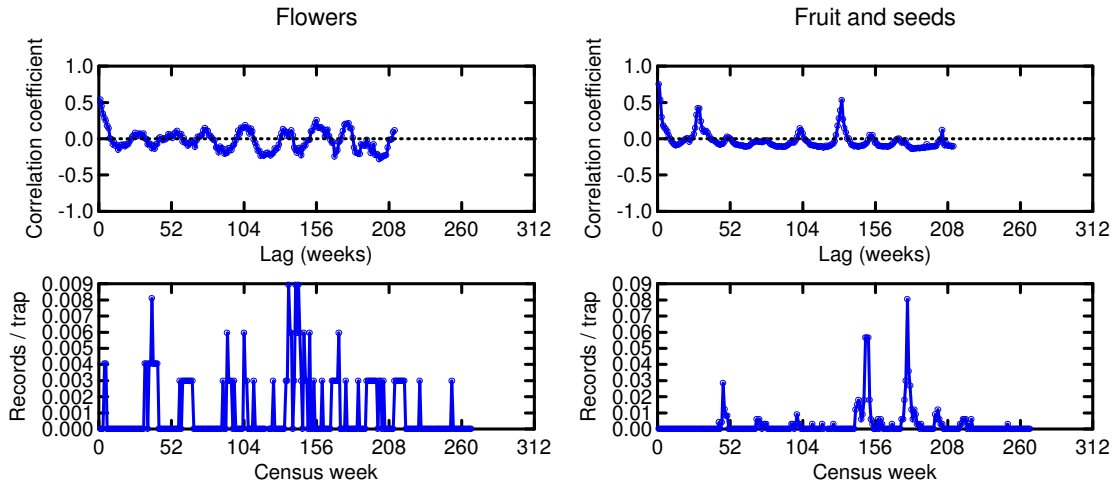 Flowers
Fruit and seeds
Correlation coefficient
1.0
0.5
0.0
-0.5
-1.0
0 52 104 156 208 260 312
Lag (weeks)
Correlation coefficient
1.0
0.5
0.0
-0.5
-1.0
0 52 104 156 208 260 312
Lag (weeks)
Records / trap
0.009
0.008
0.007
0.006
0.005
0.004
0.003
0.002
0.001
0.000
0 52 104 156 208 260 312
Census week
Records / trap
0.09
0.08
0.07
0.06
0.05
0.04
0.03
0.02
0.01
0.00
0 52 104 156 208 260 312
Census week